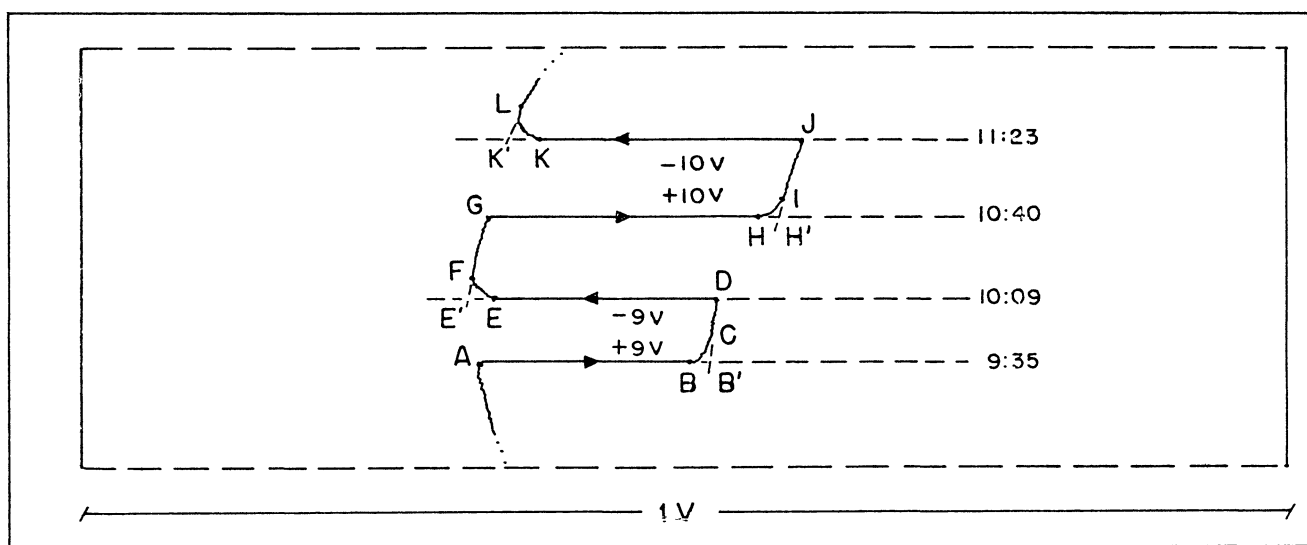 L
J
K' K
11:23
-10V
+10V
G
I
H H'
10:40
F
D
E' E
10:09
-9V
+9V
C
A
B B'
9:35
1V